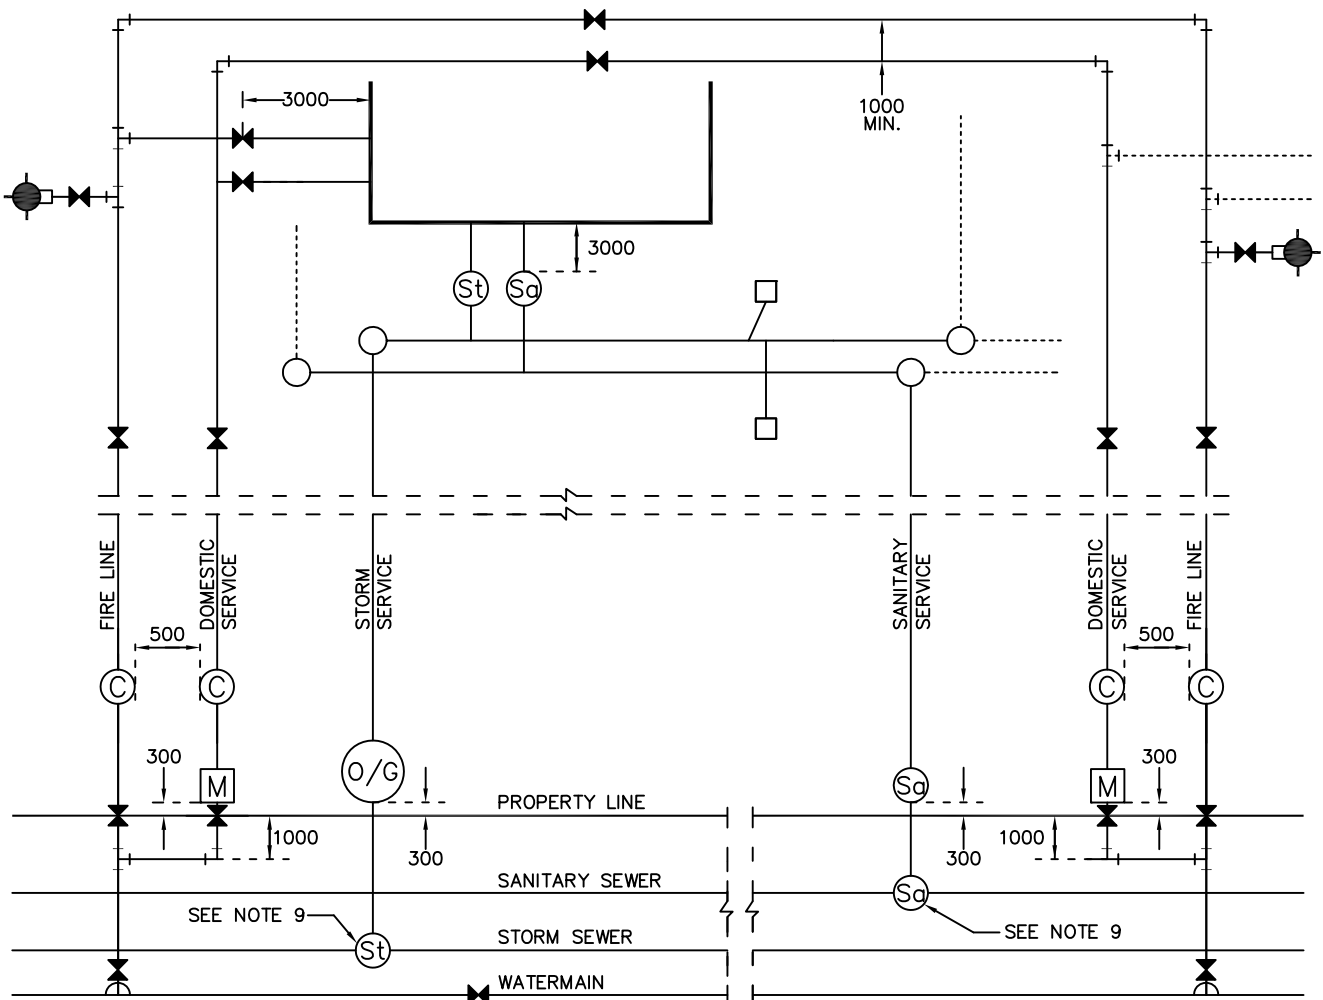 3000
1000
MIN.
3000
St
Sa
FIRE LINE
DOMESTIC
SERVICE
STORM
SERVICE
SANITARY
SERVICE
DOMESTIC
SERVICE
FIRE LINE
500
500
C
C
C
C
300
300
M
O/G
Sa
M
PROPERTY LINE
1000
300
300
1000
SANITARY SEWER
Sa
SEE NOTE 9
SEE NOTE 9
STORM SEWER
St
WATERMAIN